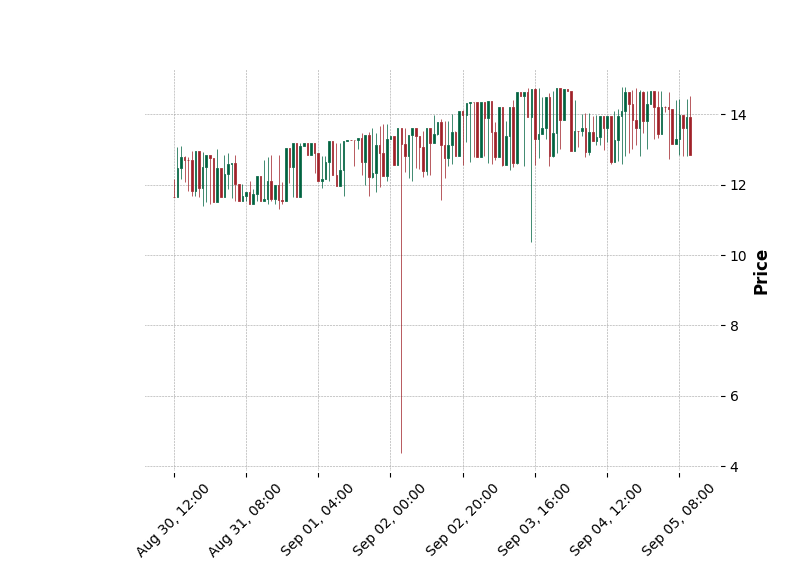 14
12
10
8
6
4
Price
Aug 30, 12:00
Aug 31, 08:00
Sep 01, 04:00
Sep 02, 00:00
Sep 02, 20:00
Sep 03, 16:00
Sep 04, 12:00
Sep 05, 08:00